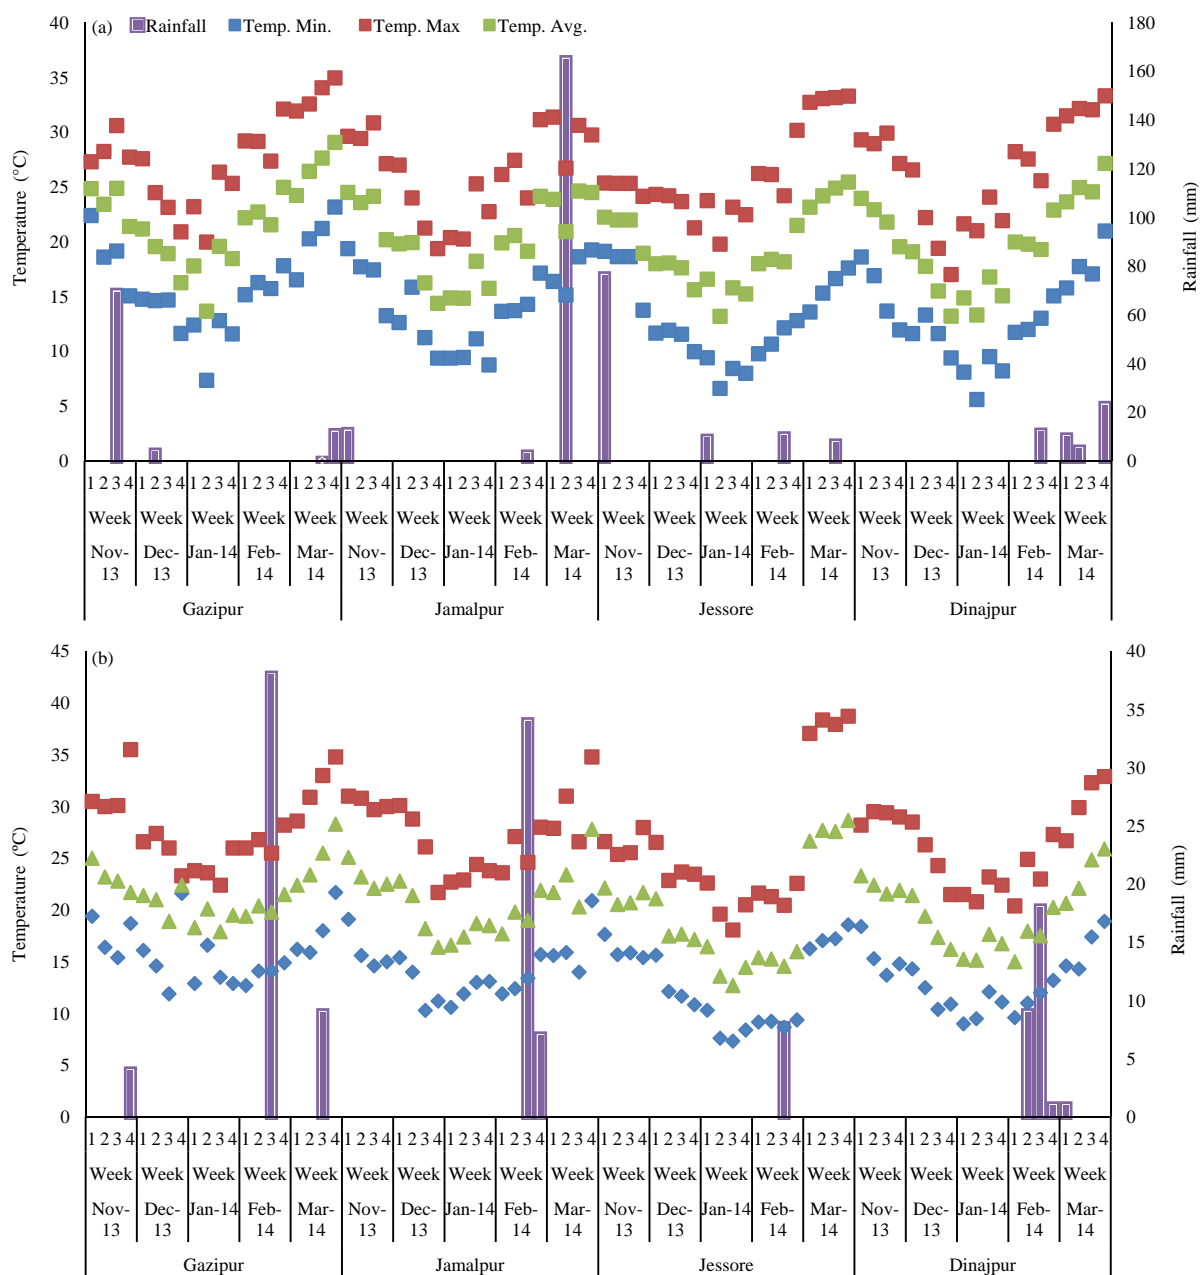 (a) Rainfall Temp. Min. Temp. Max Temp. Avg.
Temperature (°C)
40
35
30
25
20
15
10
5
0
Rainfall (mm)
180
160
140
120
100
80
60
40
20
0
1 2 3 4 1 2 3 4 1 2 3 4 1 2 3 4 1 2 3 4 1 2 3 4 1 2 3 4 1 2 3 4 1 2 3 4 1 2 3 4 1 2 3 4 1 2 3 4 1 2 3 4 1 2 3 4 1 2 3 4 1 2 3 4 1 2 3 4 1 2 3 4 1 2 3 4 1 2 3 4
Week Week Week Week Week Week Week Week Week Week Week Week Week Week Week Week Week Week Week Week
Nov-13 Dec-13 Jan-14 Feb-14 Mar-14 Nov-13 Dec-13 Jan-14 Feb-14 Mar-14 Nov-13 Dec-13 Jan-14 Feb-14 Mar-14 Nov-13 Dec-13 Jan-14 Feb-14 Mar-14
Gazipur Jamalpur Jessore Dinajpur
(b)
Temperature (°C)
45
40
35
30
25
20
15
10
5
0
Rainfall (mm)
40
35
30
25
20
15
10
5
0
1 2 3 4 1 2 3 4 1 2 3 4 1 2 3 4 1 2 3 4 1 2 3 4 1 2 3 4 1 2 3 4 1 2 3 4 1 2 3 4 1 2 3 4 1 2 3 4 1 2 3 4 1 2 3 4 1 2 3 4 1 2 3 4 1 2 3 4 1 2 3 4 1 2 3 4 1 2 3 4
Week Week Week Week Week Week Week Week Week Week Week Week Week Week Week Week Week Week Week Week
Nov-13 Dec-13 Jan-14 Feb-14 Mar-14 Nov-13 Dec-13 Jan-14 Feb-14 Mar-14 Nov-13 Dec-13 Jan-14 Feb-14 Mar-14 Nov-13 Dec-13 Jan-14 Feb-14 Mar-14
Gazipur Jamalpur Jessore Dinajpur